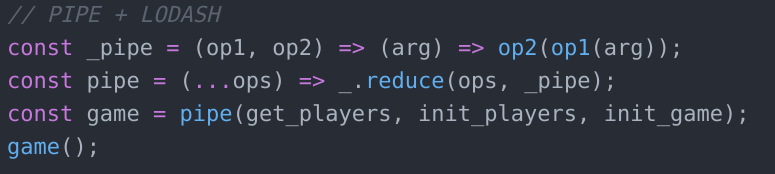 // PIPE + LODASH
const _pipe = (op1, op2) => (arg) => op2(op1(arg));
const pipe = (...ops) => _.reduce(ops, _pipe);
const game = pipe(get_players, init_players, init_game);
game();